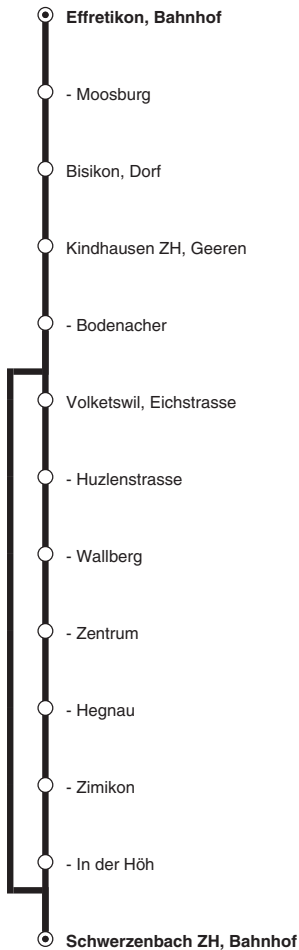 Effretikon, Bahnhof
- Moosburg
Bisikon, Dorf
Kindhausen ZH, Geeren
- Bodenacher
Volketswil, Eichstrasse
- Huzlenstrasse
- Wallberg
- Zentrum
- Hegnau
- Zimikon
- In der Höh
Schwerzenbach ZH, Bahnhof